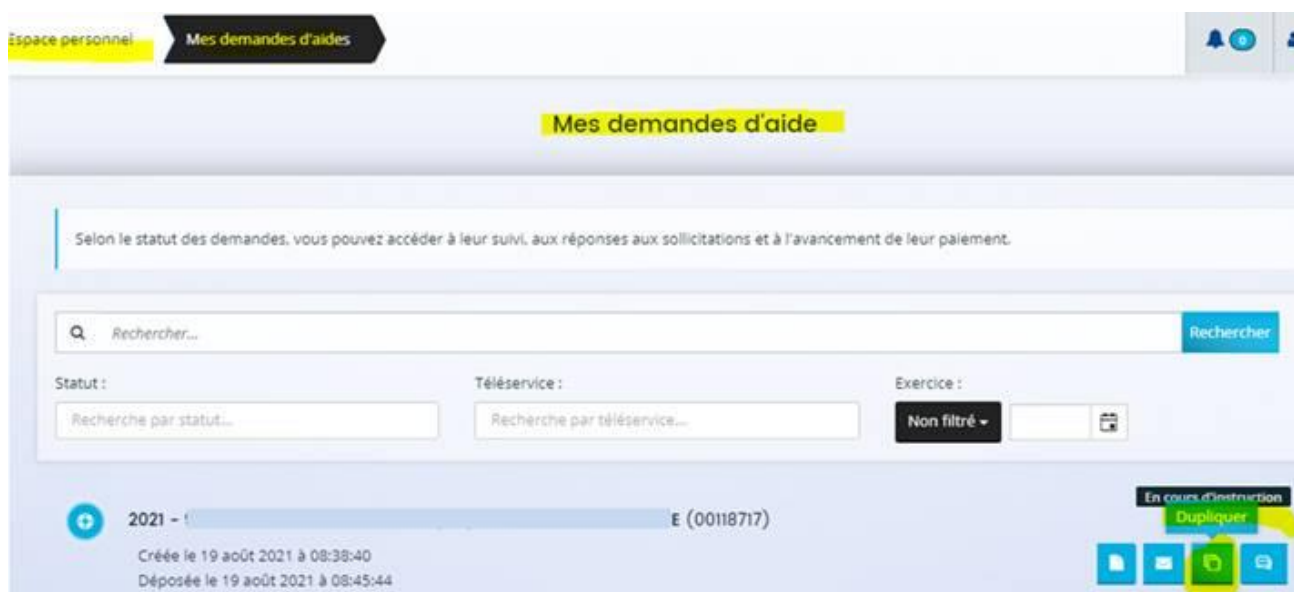 Espace personnel
Mes demandes d'aides
0
Mes demandes d'aide
Selon le statut des demandes, vous pouvez accéder à leur suivi, aux réponses aux sollicitations et à l'avancement de leur paiement.
Rechercher...
Rechercher
Statut :
Téléservice :
Exercice :
Recherche par statut...
Recherche par téléservice...
Non filtré
En cours d'instruction
Dupliquer
2021 - E (00118717)
Créée le 19 août 2021 à 08:38:40
Déposée le 19 août 2021 à 08:45:44